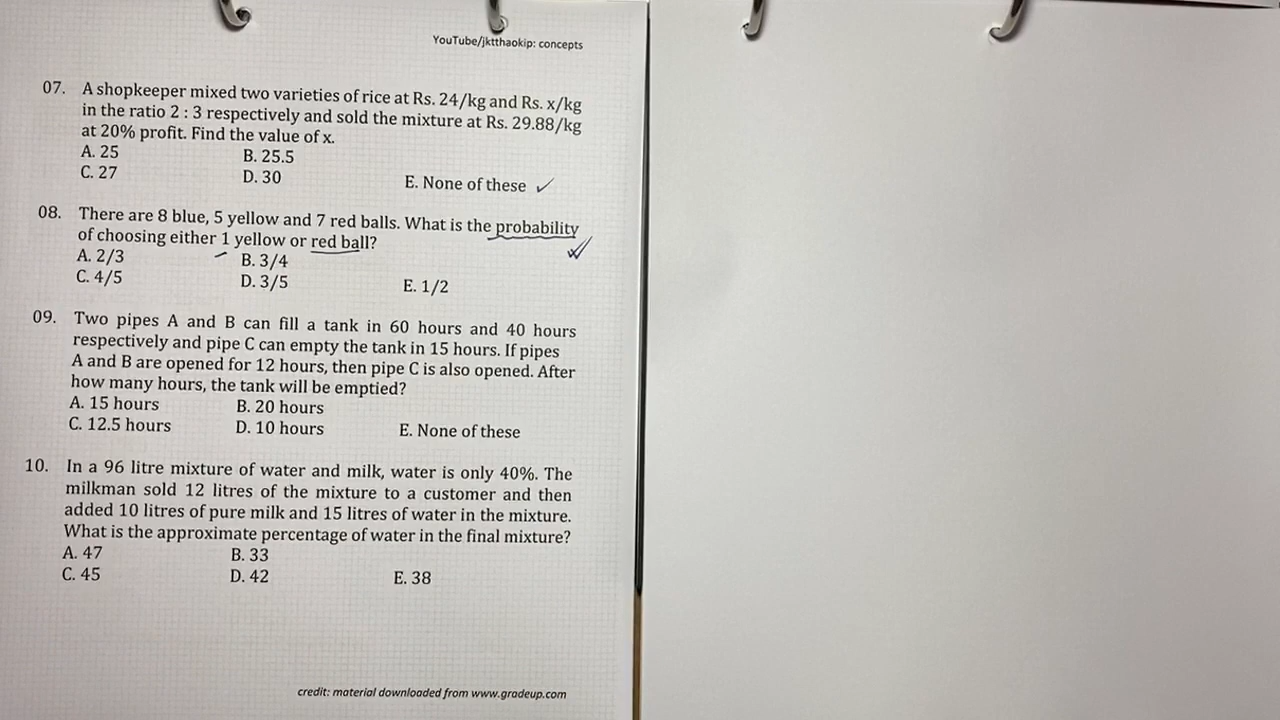 YouTube/jktthaokip: concepts
07. A shopkeeper mixed two varieties of rice at Rs. 24/kg and Rs. x/kg
in the ratio 2 : 3 respectively and sold the mixture at Rs. 29.88/kg
at 20% profit. Find the value of x.
A. 25 B. 25.5
C. 27 D. 30 E. None of these
08. There are 8 blue, 5 yellow and 7 red balls. What is the probability
of choosing either 1 yellow or red ball?
A. 2/3 B. 3/4
C. 4/5 D. 3/5 E. 1/2
09. Two pipes A and B can fill a tank in 60 hours and 40 hours
respectively and pipe C can empty the tank in 15 hours. If pipes
A and B are opened for 12 hours, then pipe C is also opened. After
how many hours, the tank will be emptied?
A. 15 hours B. 20 hours
C. 12.5 hours D. 10 hours E. None of these
10. In a 96 litre mixture of water and milk, water is only 40%. The
milkman sold 12 litres of the mixture to a customer and then
added 10 litres of pure milk and 15 litres of water in the mixture.
What is the approximate percentage of water in the final mixture?
A. 47 B. 33
C. 45 D. 42 E. 38
credit: material downloaded from www.gradeup.com